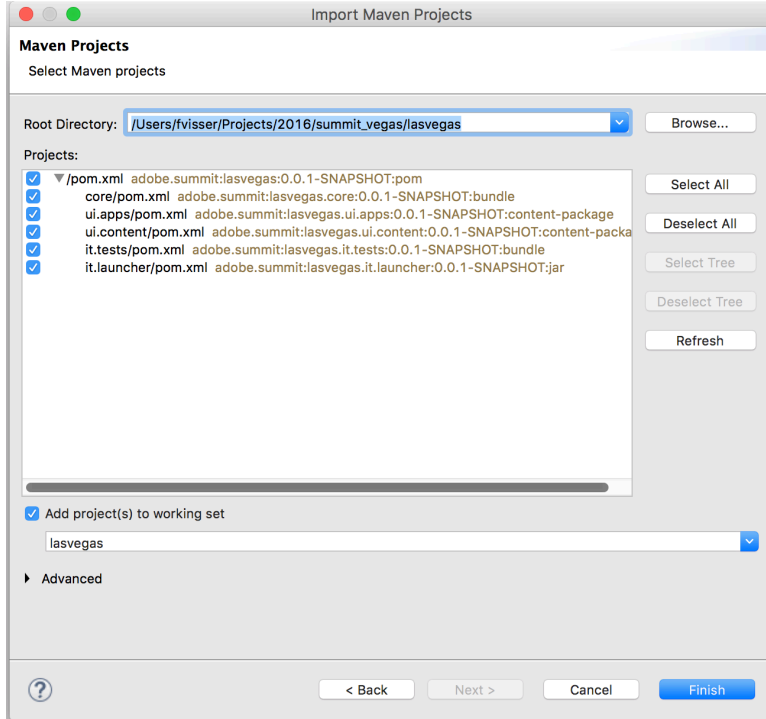 Import Maven Projects
Maven Projects
Select Maven projects
Root Directory: /Users/fvisser/Projects/2016/summit_vegas/lasvegas Browse...
Projects:
/pom.xml adobe.summit:lasvegas:0.0.1-SNAPSHOT:pom
core/pom.xml adobe.summit:lasvegas.core:0.0.1-SNAPSHOT:bundle
ui.apps/pom.xml adobe.summit:lasvegas.ui.apps:0.0.1-SNAPSHOT:content-package
ui.content/pom.xml adobe.summit:lasvegas.ui.content:0.0.1-SNAPSHOT:content-packa
it.tests/pom.xml adobe.summit:lasvegas.it.tests:0.0.1-SNAPSHOT:bundle
it.launcher/pom.xml adobe.summit:lasvegas.it.launcher:0.0.1-SNAPSHOT:jar
Select All
Deselect All
Select Tree
Deselect Tree
Refresh
Add project(s) to working set
lasvegas
Advanced
? < Back Next > Cancel Finish